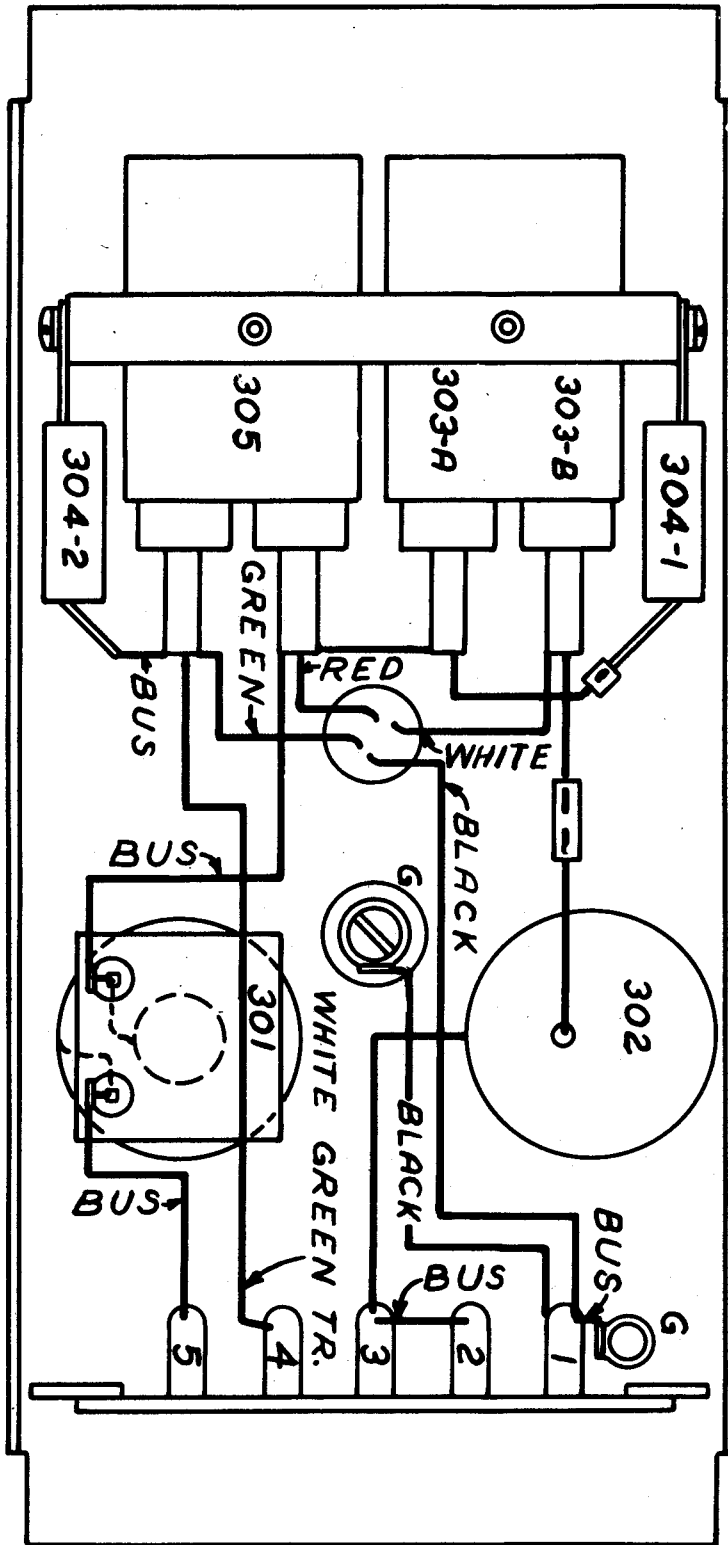 305
303-A
303-B
304-2
304-1
GREEN
RED
BUS
WHITE
BLACK
BUS
G
302
301
WHITE GREEN TR.
BLACK
BUS
BUS
BUS
G
5
4
3
2
1